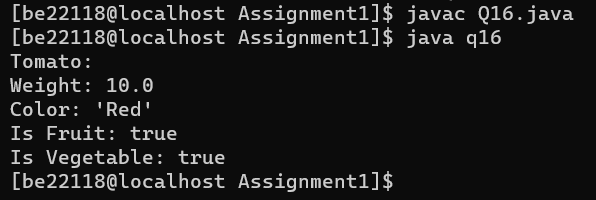 [be22118@localhost Assignment1]$ javac Q16.java
[be22118@localhost Assignment1]$ java q16
Tomato:
Weight: 10.0
Color: 'Red'
Is Fruit: true
Is Vegetable: true
[be22118@localhost Assignment1]$